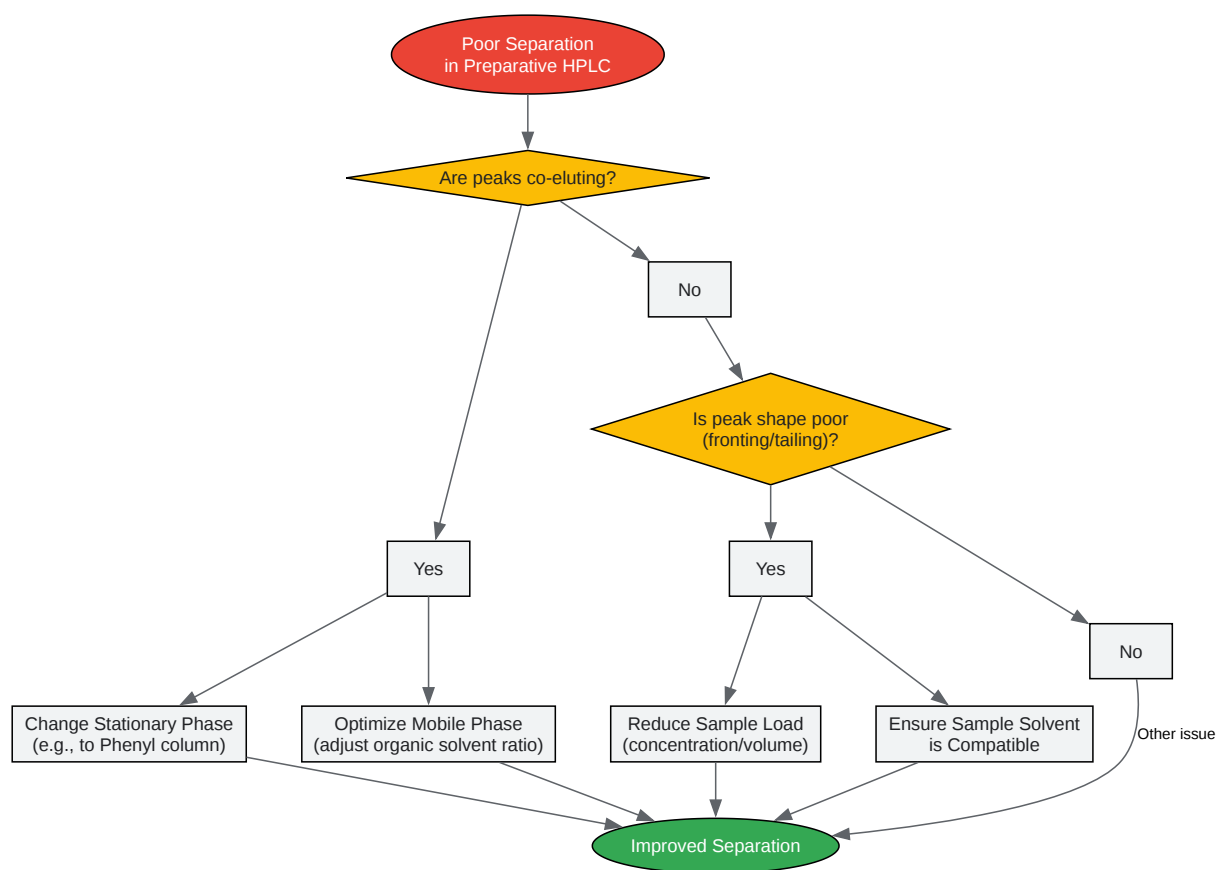 Poor Separation
in Preparative HPLC
Are peaks co-eluting?
No
Is peak shape poor
(fronting/tailing)?
Yes
Yes
No
Change Stationary Phase
(e.g., to Phenyl column)
Optimize Mobile Phase
(adjust organic solvent ratio)
Reduce Sample Load
(concentration/volume)
Ensure Sample Solvent
is Compatible
Other issue
Improved Separation